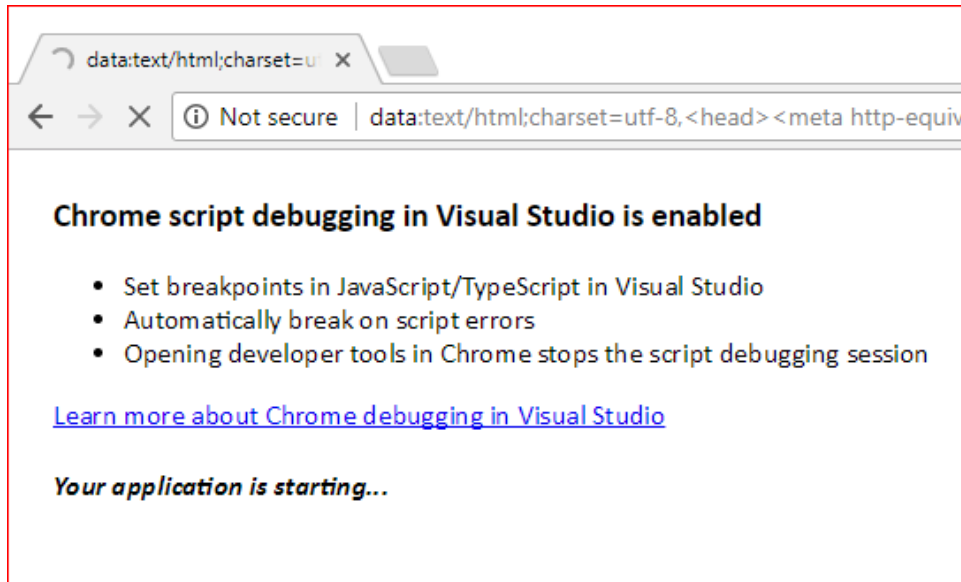 data:text/html;charset=u
Not secure | data:text/html;charset=utf-8,<head><meta http-equiv
Chrome script debugging in Visual Studio is enabled
• Set breakpoints in JavaScript/TypeScript in Visual Studio
• Automatically break on script errors
• Opening developer tools in Chrome stops the script debugging session
Learn more about Chrome debugging in Visual Studio
Your application is starting...